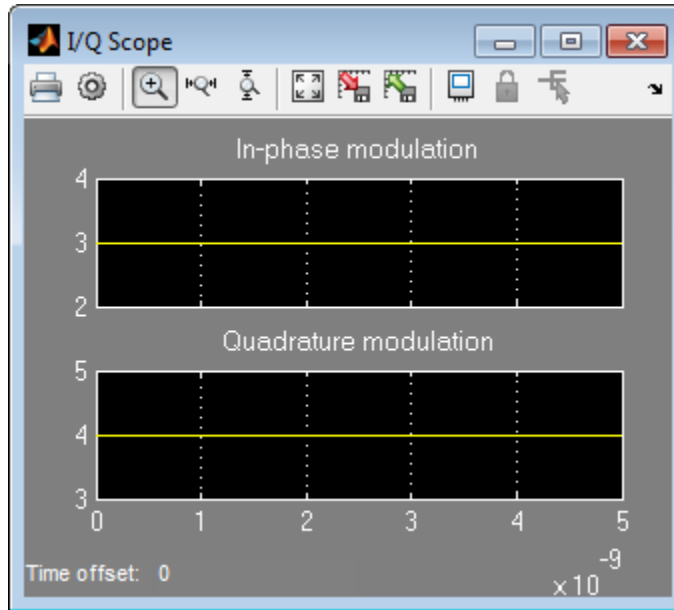 I/Q Scope
In-phase modulation
4
3
2
Quadrature modulation
5
4
3
0 1 2 3 4 5
Time offset: 0
x 10 -9